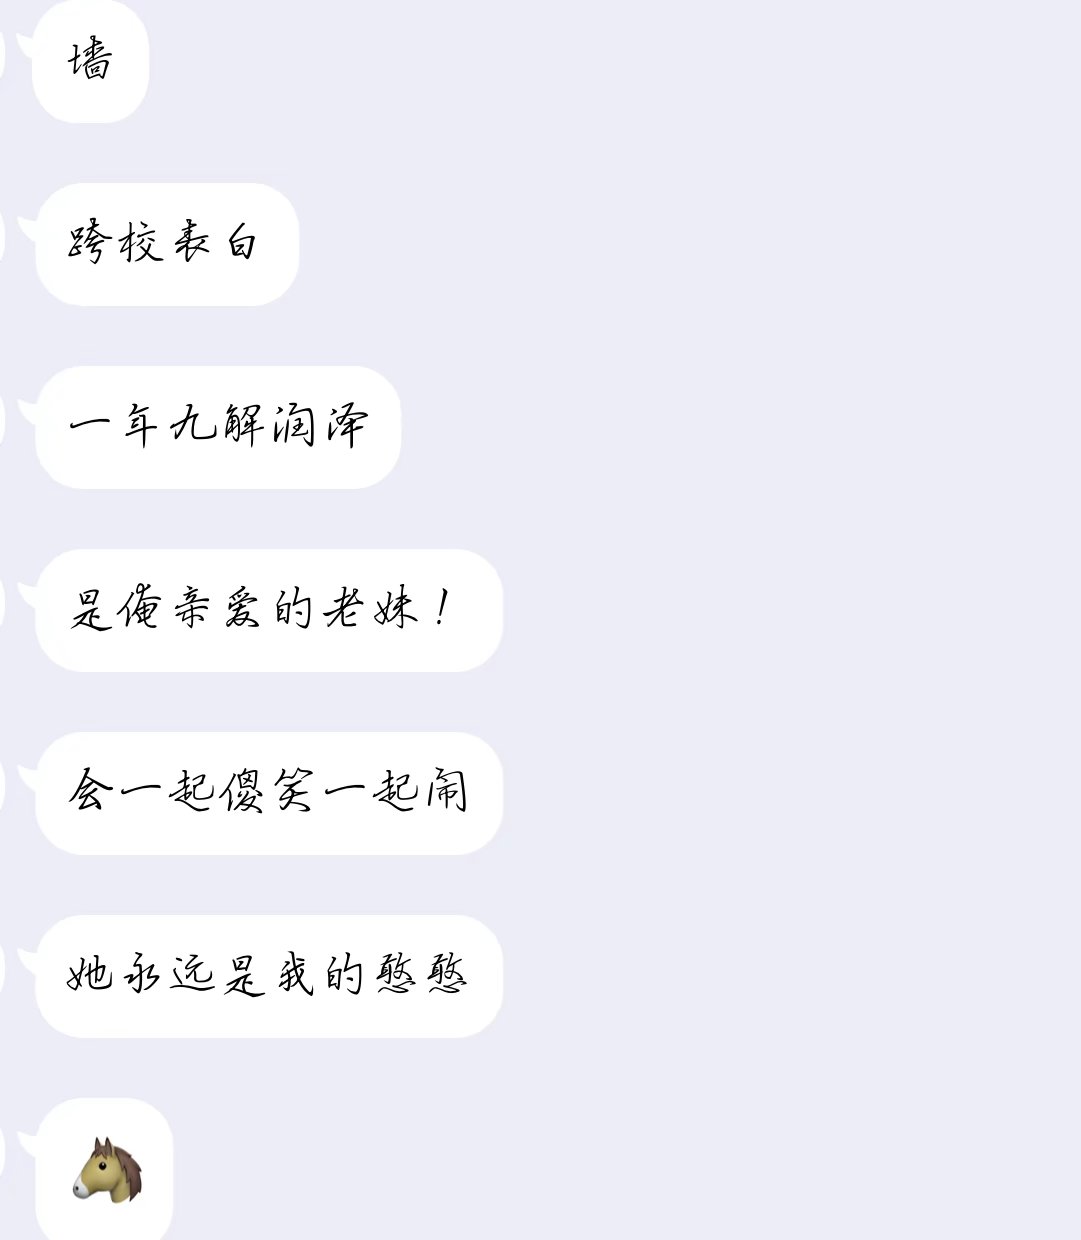 墙
跨校表白
一年九解润泽
是俺亲爱的老妹！
会一起傻笑一起闹
她永远是我的憨憨